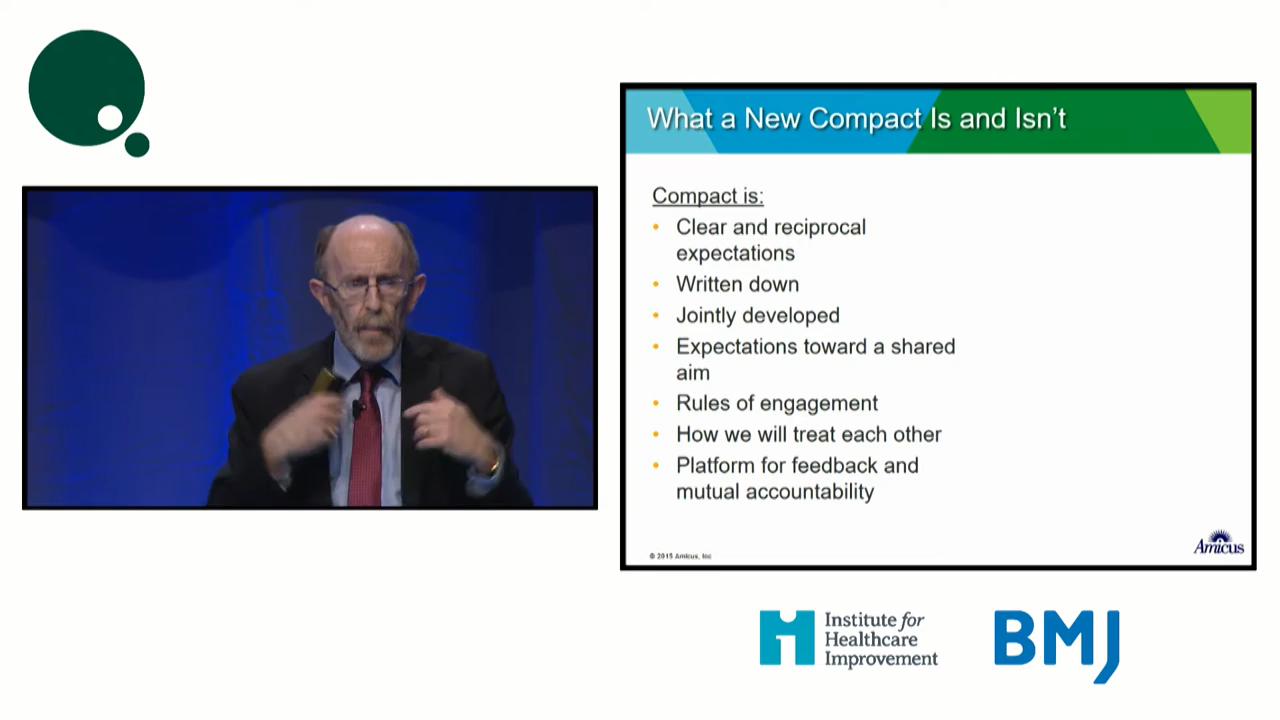 What a New Compact Is and Isn't
Compact is:
• Clear and reciprocal
expectations
• Written down
• Jointly developed
• Expectations toward a shared
aim
• Rules of engagement
• How we will treat each other
• Platform for feedback and
mutual accountability
© 2015 Amicus, Inc
Amicus
Institute for
Healthcare
Improvement
BMJ